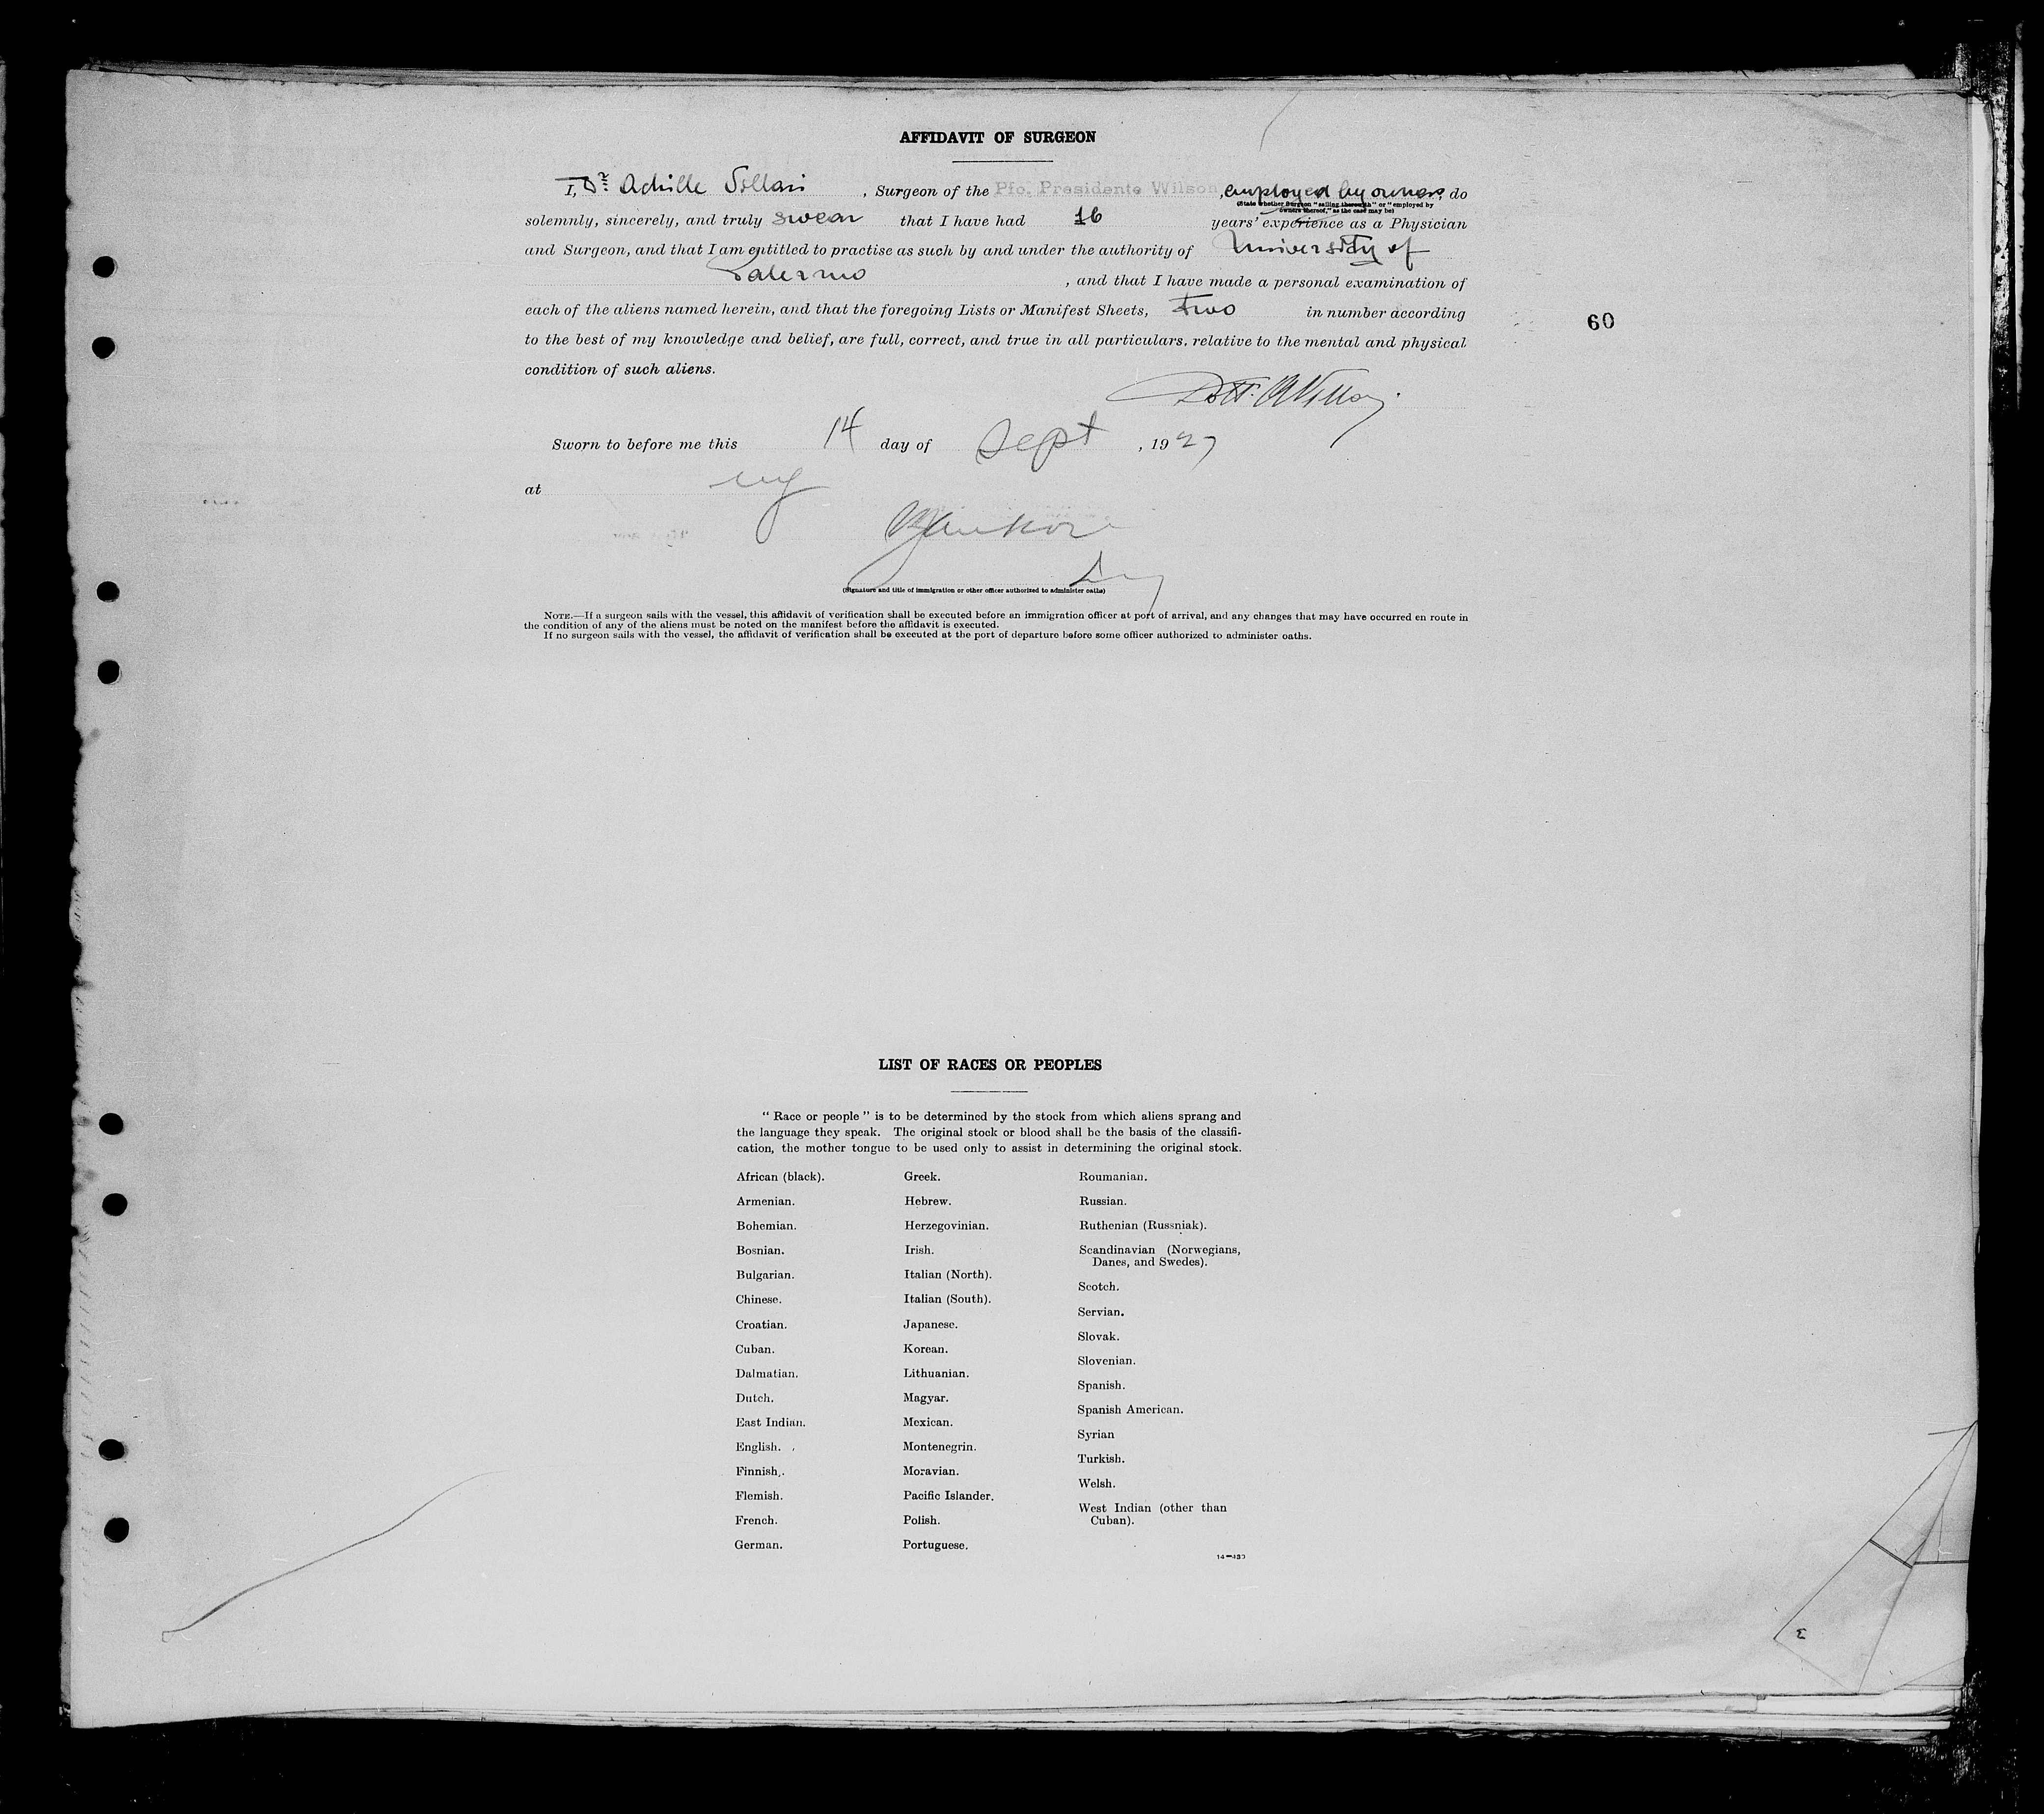 AFFIDAVIT OF SURGEON
I, Dr. Achille Sollari, Surgeon of the Pfo. Presidente Wilson, employed by owners, do
(State whether Surgeon "sailing therewith" or "employed by
owners thereof," as the case may be)
solemnly, sincerely, and truly swear that I have had 16 years' experience as a Physician
and Surgeon, and that I am entitled to practise as such by and under the authority of University of
Palermo, and that I have made a personal examination of
each of the aliens named herein, and that the foregoing Lists or Manifest Sheets, two in number according
60
to the best of my knowledge and belief, are full, correct, and true in all particulars, relative to the mental and physical
condition of such aliens.
Dott.
Sworn to before me this 14 day of Sept, 1927
at NY
(Signature and title of immigration or other officer authorized to administer oaths)
NOTE.—If a surgeon sails with the vessel, this affidavit of verification shall be executed before an immigration officer at port of arrival, and any changes that may have occurred en route in
the condition of any of the aliens must be noted on the manifest before the affidavit is executed.
If no surgeon sails with the vessel, the affidavit of verification shall be executed at the port of departure before some officer authorized to administer oaths.
LIST OF RACES OR PEOPLES
"Race or people" is to be determined by the stock from which aliens sprang and
the language they speak. The original stock or blood shall be the basis of the classifi-
cation, the mother tongue to be used only to assist in determining the original stock.
African (black).
Armenian.
Bohemian.
Bosnian.
Bulgarian.
Chinese.
Croatian.
Cuban.
Dalmatian.
Dutch.
East Indian.
English.
Finnish.
Flemish.
French.
German.
Greek.
Hebrew.
Herzegovinian.
Irish.
Italian (North).
Italian (South).
Japanese.
Korean.
Lithuanian.
Magyar.
Mexican.
Montenegrin.
Moravian.
Pacific Islander.
Polish.
Portuguese.
Roumanian.
Russian.
Ruthenian (Russniak).
Scandinavian (Norwegians,
Danes, and Swedes).
Scotch.
Servian.
Slovak.
Slovenian.
Spanish.
Spanish American.
Syrian
Turkish.
Welsh.
West Indian (other than
Cuban).
14—430